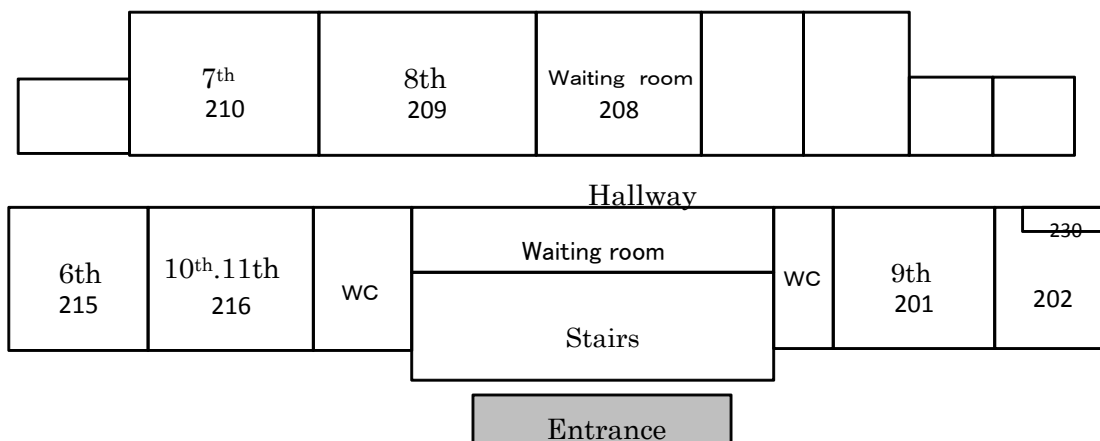 7th
210
8th
209
Waiting room
208
Hallway
6th
215
10th.11th
216
WC
Waiting room
Stairs
WC
9th
201
230
202
Entrance